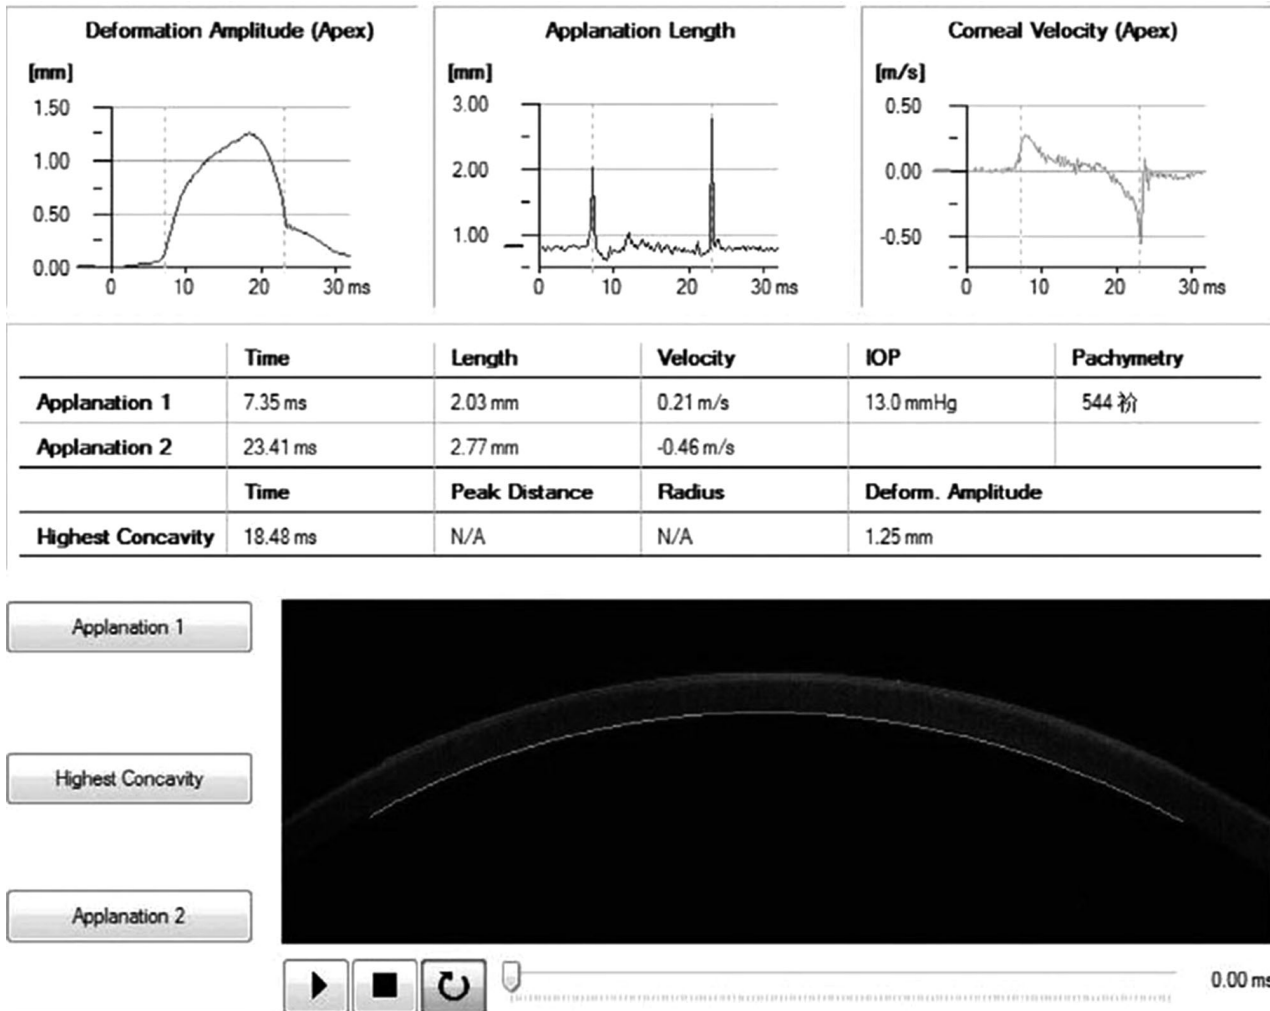 Deformation Amplitude (Apex)
[mm]
1.50
1.00
0.50
0.00
0 10 20 30 ms
Applanation Length
[mm]
3.00
2.00
1.00
0 10 20 30 ms
Corneal Velocity (Apex)
[m/s]
0.50
0.00
-0.50
0 10 20 30 ms
Time Length Velocity IOP Pachymetry
Applanation 1 7.35 ms 2.03 mm 0.21 m/s 13.0 mmHg 544 祄
Applanation 2 23.41 ms 2.77 mm -0.46 m/s
Time Peak Distance Radius Deform. Amplitude
Highest Concavity 18.48 ms N/A N/A 1.25 mm
Applanation 1
Highest Concavity
Applanation 2
0.00 ms